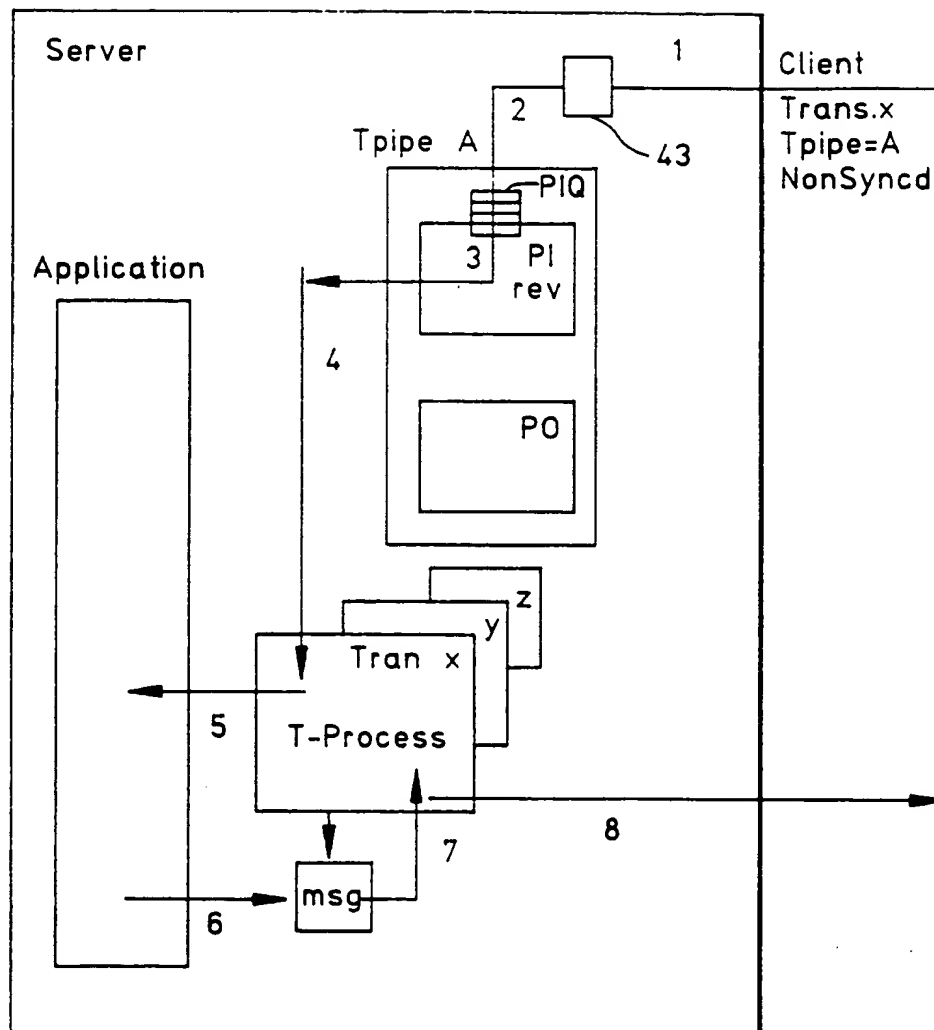 Server
1
Client
2
Trans.x
43
Tpipe=A
NonSyncd
Tpipe A
PIQ
3
PI
rev
Application
4
PO
z
y
Tran x
5
T-Process
8
7
msg
6